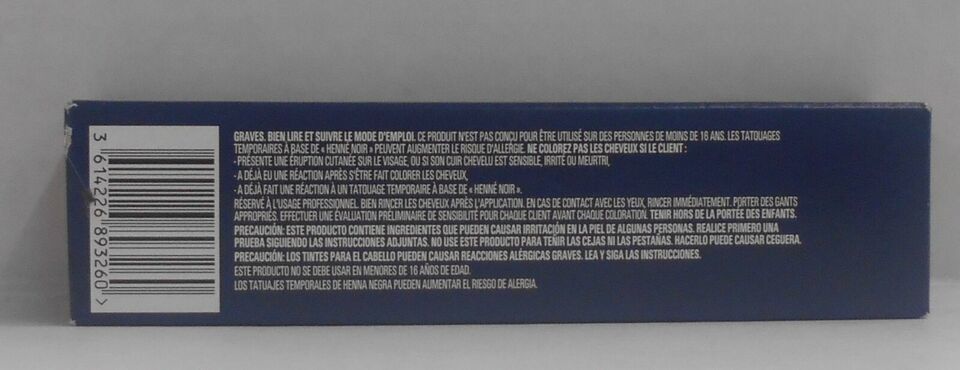 GRAVES. BIEN LIRE ET SUIVRE LE MODE D'EMPLOI. CE PRODUIT N'EST PAS CONÇU POUR ÊTRE UTILISÉ SUR DES PERSONNES DE MOINS DE 16 ANS. LES TATOUAGES
TEMPORAIRES À BASE DE « HENNÉ NOIR » PEUVENT AUGMENTER LE RISQUE D'ALLERGIE. NE COLOREZ PAS LES CHEVEUX SI LE CLIENT :
- PRÉSENTE UNE ÉRUPTION CUTANÉE SUR LE VISAGE, OU SI SON CUIR CHEVELU EST SENSIBLE, IRRITÉ OU MEURTRI,
- A DÉJÀ EU UNE RÉACTION APRÈS S'ÊTRE FAIT COLORER LES CHEVEUX,
- A DÉJÀ FAIT UNE RÉACTION À UN TATOUAGE TEMPORAIRE À BASE DE « HENNÉ NOIR ».
RÉSERVÉ À L'USAGE PROFESSIONNEL. BIEN RINCER LES CHEVEUX APRÈS L'APPLICATION. EN CAS DE CONTACT AVEC LES YEUX, RINCER IMMÉDIATEMENT. PORTER DES GANTS
APPROPRIÉS. EFFECTUER UNE ÉVALUATION PRÉLIMINAIRE DE SENSIBILITÉ POUR CHAQUE CLIENT AVANT CHAQUE COLORATION. TENIR HORS DE LA PORTÉE DES ENFANTS.
PRECAUCIÓN: ESTE PRODUCTO CONTIENE INGREDIENTES QUE PUEDEN CAUSAR IRRITACIÓN EN LA PIEL DE ALGUNAS PERSONAS. REALICE PRIMERO UNA
PRUEBA SIGUIENDO LAS INSTRUCCIONES ADJUNTAS. NO USE ESTE PRODUCTO PARA TEÑIR LAS CEJAS NI LAS PESTAÑAS. HACERLO PUEDE CAUSAR CEGUERA.
PRECAUCIÓN: LOS TINTES PARA EL CABELLO PUEDEN CAUSAR REACCIONES ALÉRGICAS GRAVES. LEA Y SIGA LAS INSTRUCCIONES.
ESTE PRODUCTO NO SE DEBE USAR EN MENORES DE 16 AÑOS DE EDAD.
LOS TATUAJES TEMPORALES DE HENNA NEGRA PUEDEN AUMENTAR EL RIESGO DE ALERGIA.
3 614226 893260 >